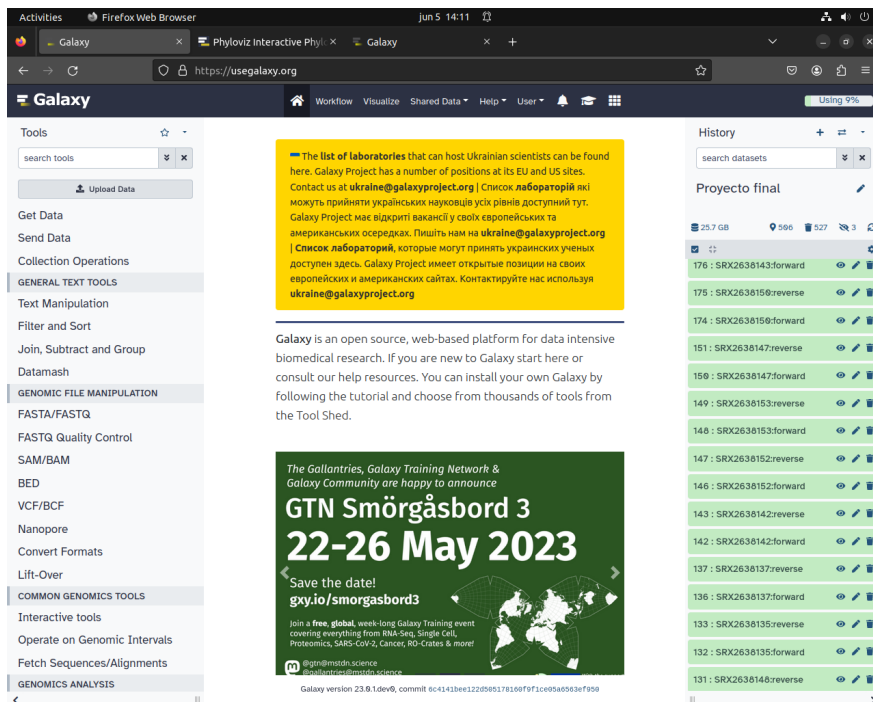 Activities Firefox Web Browser jun 5 14:11
Galaxy × Phyloviz Interactive Phylo × Galaxy × +
https://usegalaxy.org
Galaxy Workflow Visualize Shared Data Help User Using 9%
Tools
search tools
Upload Data
Get Data
Send Data
Collection Operations
GENERAL TEXT TOOLS
Text Manipulation
Filter and Sort
Join, Subtract and Group
Datamash
GENOMIC FILE MANIPULATION
FASTA/FASTQ
FASTQ Quality Control
SAM/BAM
BED
VCF/BCF
Nanopore
Convert Formats
Lift-Over
COMMON GENOMICS TOOLS
Interactive tools
Operate on Genomic Intervals
Fetch Sequences/Alignments
GENOMICS ANALYSIS
The list of laboratories that can host Ukrainian scientists can be found
here. Galaxy Project has a number of positions at its EU and US sites.
Contact us at ukraine@galaxyproject.org | Список лабораторій які
можуть прийняти українських науковців усіх рівнів доступний тут.
Galaxy Project має відкриті вакансії у своїх європейських та
американських осередках. Пишіть нам на ukraine@galaxyproject.org
| Список лабораторий, которые могут принять украинских ученых
доступен здесь. Galaxy Project имеет открытые позиции на своих
европейских и американских сайтах. Контактируйте нас используя
ukraine@galaxyproject.org
Galaxy is an open source, web-based platform for data intensive
biomedical research. If you are new to Galaxy start here or
consult our help resources. You can install your own Galaxy by
following the tutorial and choose from thousands of tools from
the Tool Shed.
The Gallantries, Galaxy Training Network &
Galaxy Community are happy to announce
GTN Smörgåsbord 3
22-26 May 2023
Save the date!
gxy.io/smorgasbord3
Join a free, global, week-long Galaxy Training event
covering everything from RNA-Seq, Single Cell,
Proteomics, SARS-CoV-2, Cancer, RO-Crates & more!
@gtn@mstdn.science
@gallantries@mstdn.science
Galaxy version 23.0.1.dev0, commit 6c4141bee122d505178160f9f1ce05a6563ef950
History
search datasets
Proyecto final
25.7 GB 506 527 3
176 : SRX2638143:forward
175 : SRX2638150:reverse
174 : SRX2638150:forward
151 : SRX2638147:reverse
150 : SRX2638147:forward
149 : SRX2638153:reverse
148 : SRX2638153:forward
147 : SRX2638152:reverse
146 : SRX2638152:forward
143 : SRX2638142:reverse
142 : SRX2638142:forward
137 : SRX2638137:reverse
136 : SRX2638137:forward
133 : SRX2638135:reverse
132 : SRX2638135:forward
131 : SRX2638148:reverse